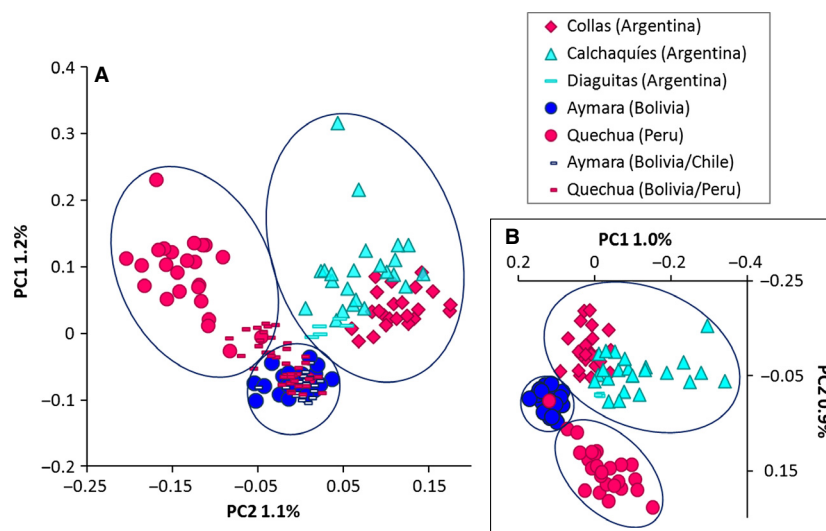 Collas (Argentina)
Calchaquíes (Argentina)
Diaguitas (Argentina)
Aymara (Bolivia)
Quechua (Peru)
Aymara (Bolivia/Chile)
Quechua (Bolivia/Peru)
A
0.4
0.3
0.2
0.1
0
−0.1
−0.2
PC1 1.2%
−0.25
−0.15
−0.05
0.05
0.15
PC2 1.1%
B
PC1 1.0%
0.2
0
−0.2
−0.4
−0.25
−0.05
0.15
PC2 0.9%